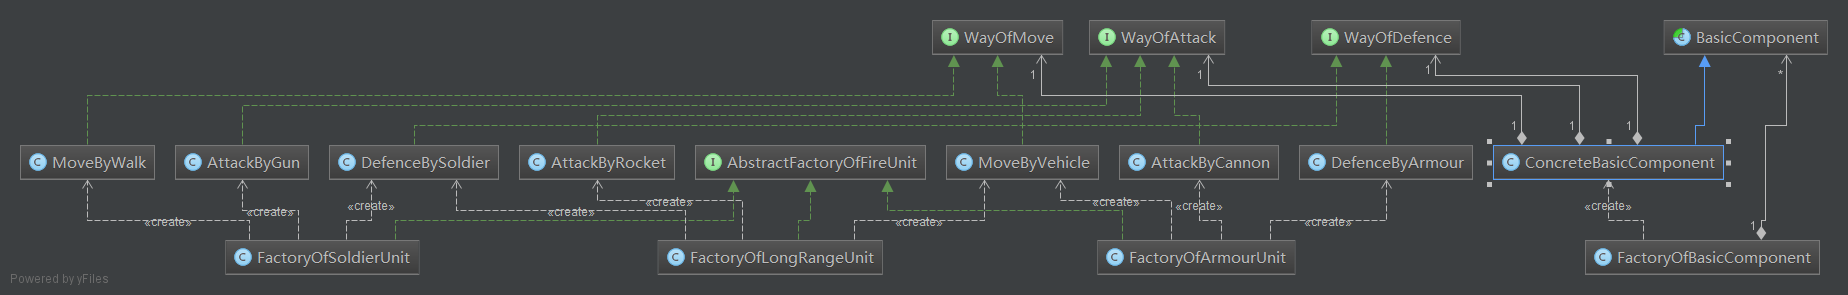 I WayOfMove
I WayOfAttack
I WayOfDefence
C BasicComponent
1
1
1
*
1
1
1
C MoveByWalk
C AttackByGun
C DefenceBySoldier
C AttackByRocket
I AbstractFactoryOfFireUnit
C MoveByVehicle
C AttackByCannon
C DefenceByArmour
C ConcreteBasicComponent
«create»
«create»
«create»
«create»
«create»
«create»
«create»
«create»
«create»
«create»
1
C FactoryOfSoldierUnit
C FactoryOfLongRangeUnit
C FactoryOfArmourUnit
C FactoryOfBasicComponent
Powered by yFiles